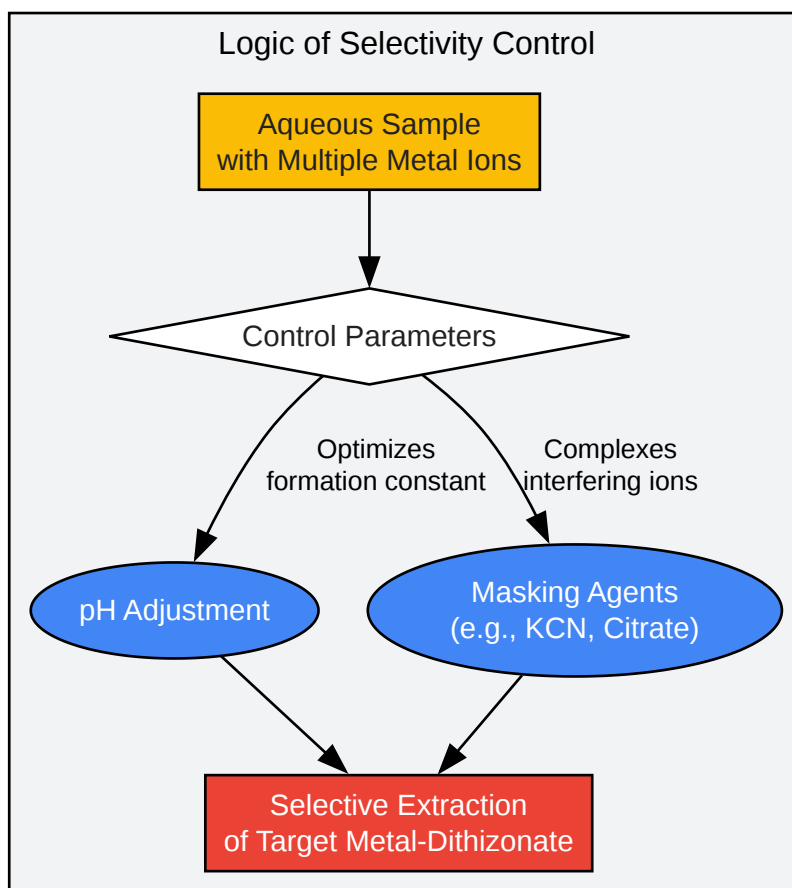 Logic of Selectivity Control
Aqueous Sample
with Multiple Metal Ions
Control Parameters
Optimizes
formation constant
Complexes
interfering ions
pH Adjustment
Masking Agents
(e.g., KCN, Citrate)
Selective Extraction
of Target Metal-Dithizonate